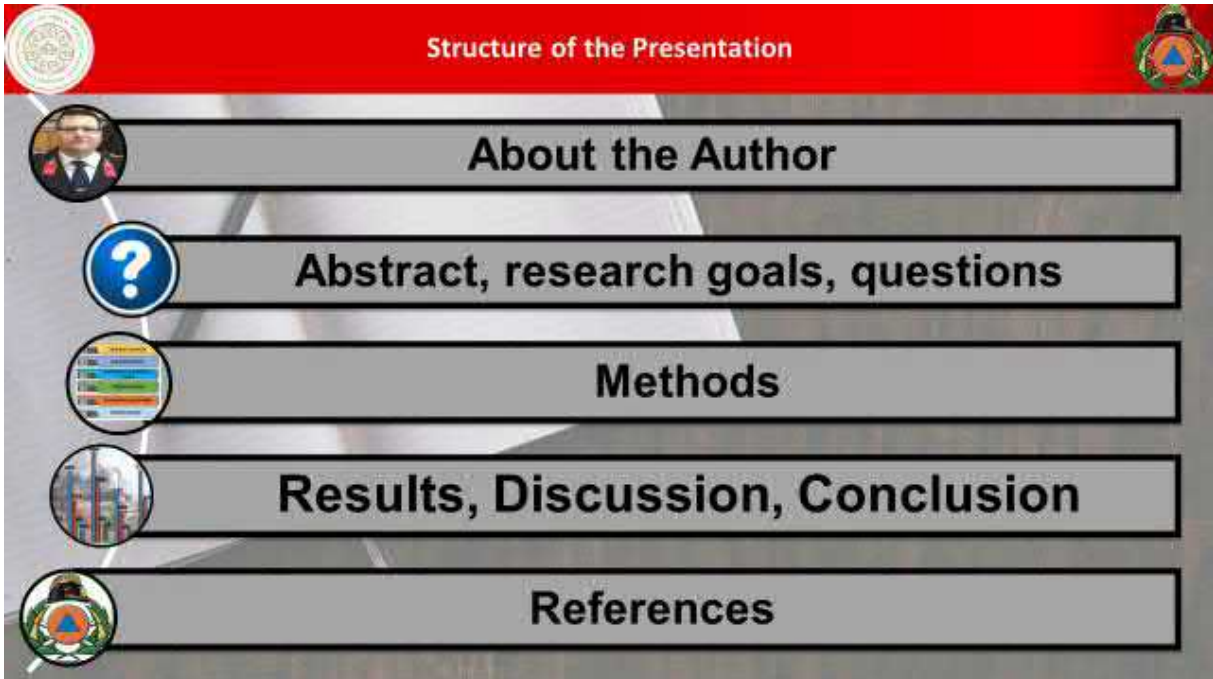 Structure of the Presentation
About the Author
Abstract, research goals, questions
Methods
Results, Discussion, Conclusion
References